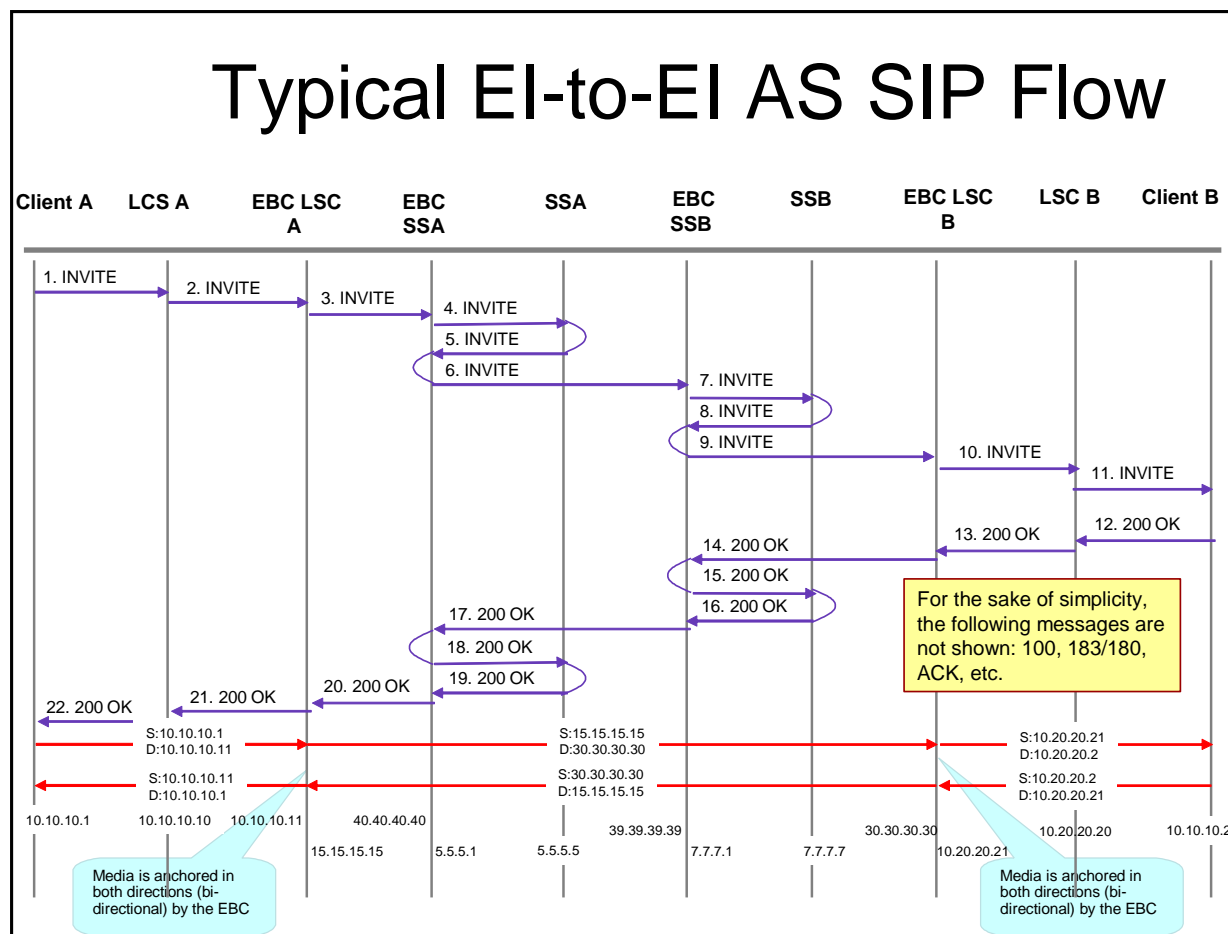 Typical EI-to-EI AS SIP Flow
Client A
LCS A
EBC LSC
A
EBC
SSA
SSA
EBC
SSB
SSB
EBC LSC
B
LSC B
Client B
1. INVITE
2. INVITE
3. INVITE
4. INVITE
5. INVITE
6. INVITE
7. INVITE
8. INVITE
9. INVITE
10. INVITE
11. INVITE
12. 200 OK
13. 200 OK
14. 200 OK
15. 200 OK
16. 200 OK
17. 200 OK
18. 200 OK
19. 200 OK
20. 200 OK
21. 200 OK
22. 200 OK
For the sake of simplicity,
the following messages are
not shown: 100, 183/180,
ACK, etc.
S:10.10.10.1
D:10.10.10.11
S:15.15.15.15
D:30.30.30.30
S:10.20.20.21
D:10.20.20.2
S:10.10.10.11
D:10.10.10.1
S:30.30.30.30
D:15.15.15.15
S:10.20.20.2
D:10.20.20.21
10.10.10.1
10.10.10.10
10.10.10.11
15.15.15.15
40.40.40.40
5.5.5.1
5.5.5.5
39.39.39.39
7.7.7.1
7.7.7.7
30.30.30.30
10.20.20.21
10.20.20.20
10.10.10.2
Media is anchored in
both directions (bi-
directional) by the EBC
Media is anchored in
both directions (bi-
directional) by the EBC